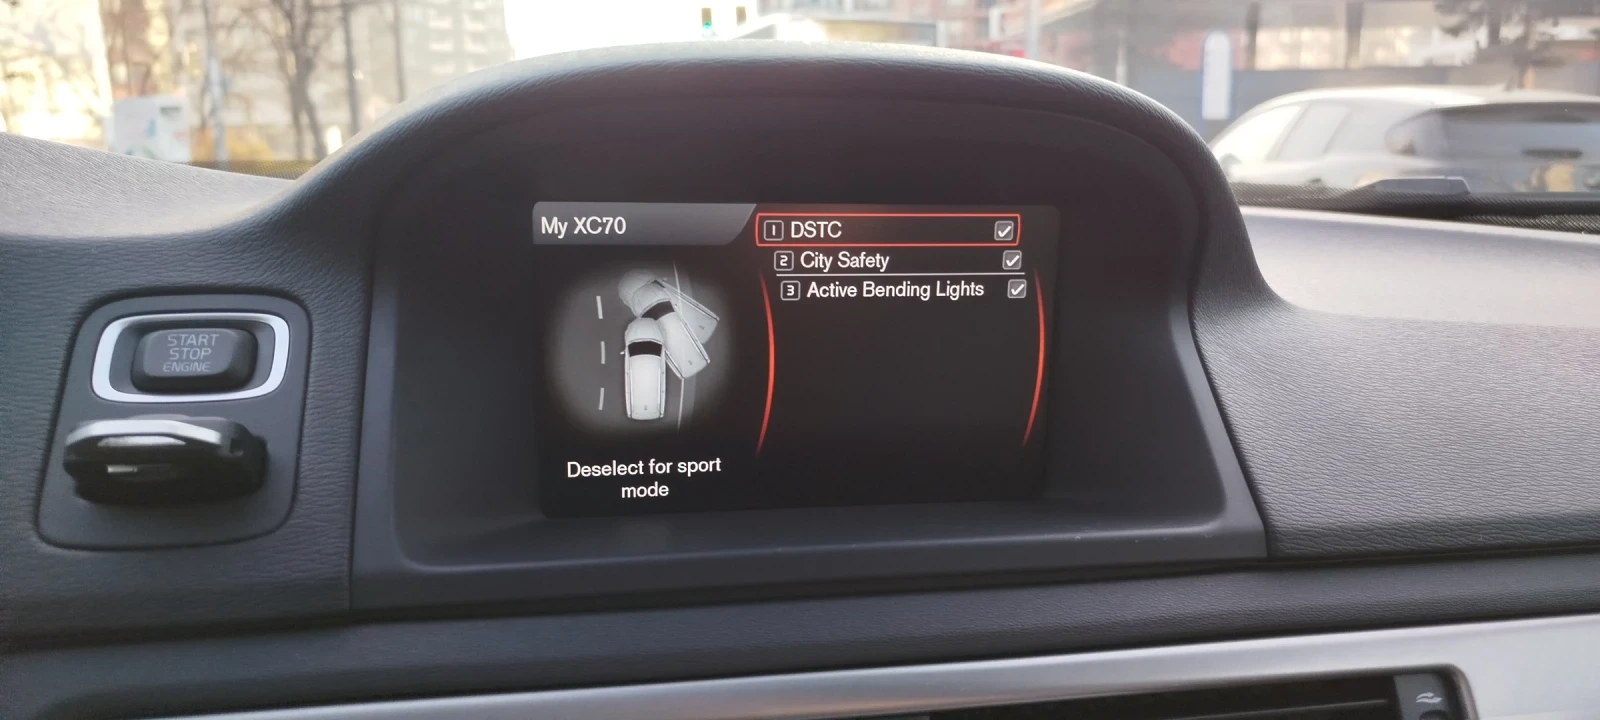 START
STOP
ENGINE
My XC70
1 DSTC
2 City Safety
3 Active Bending Lights
Deselect for sport
mode